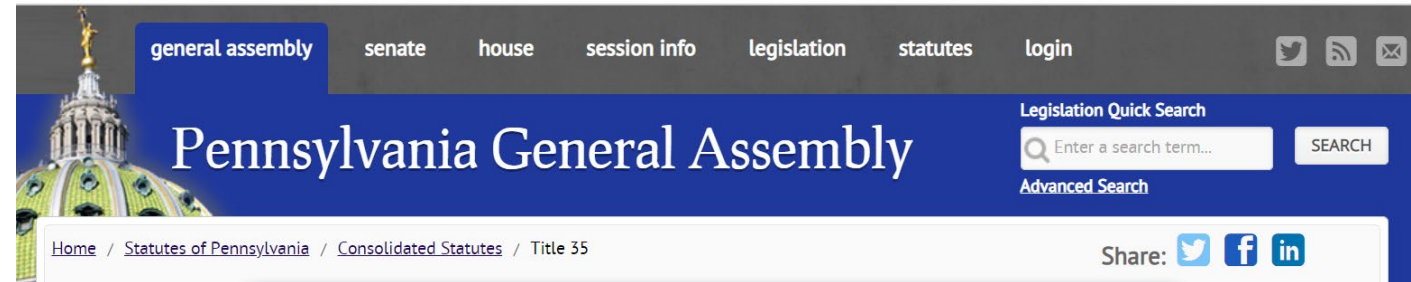 general assembly senate house session info legislation statutes login
Legislation Quick Search
Pennsylvania General Assembly
Enter a search term... SEARCH
Advanced Search
Home / Statutes of Pennsylvania / Consolidated Statutes / Title 35
Share: